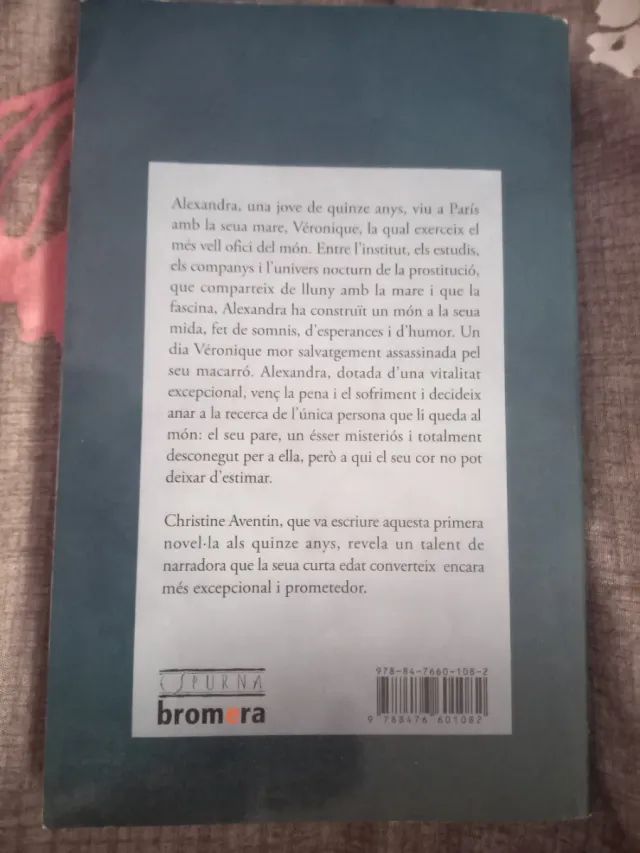 Alexandra, una jove de quinze anys, viu a París
amb la seua mare, Véronique, la qual exerceix el
més vell ofici del món. Entre l'institut, els estudis,
els companys i l'univers nocturn de la prostitució,
que comparteix de lluny amb la mare i que la
fascina, Alexandra ha construït un món a la seua
mida, fet de somnis, d'esperances i d'humor. Un
dia Véronique mor salvatgement assassinada pel
seu macarró. Alexandra, dotada d'una vitalitat
excepcional, venç la pena i el sofriment i decideix
anar a la recerca de l'única persona que li queda al
món: el seu pare, un ésser misteriós i totalment
desconegut per a ella, però a qui el seu cor no pot
deixar d'estimar.
Christine Aventin, que va escriure aquesta primera
novel·la als quinze anys, revela un talent de
narradora que la seua curta edat converteix encara
més excepcional i prometedor.
ESPURNA
bromera
978-84-7660-108-2
9 788476 601082